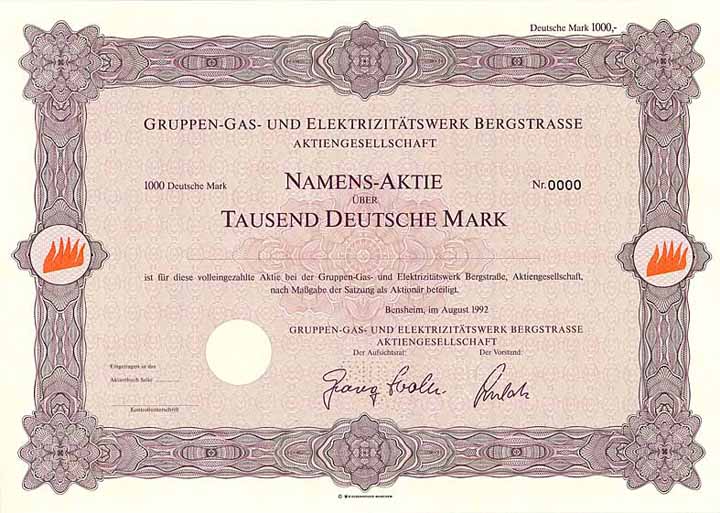 Deutsche Mark 1000,-
GRUPPEN-GAS- UND ELEKTRIZITÄTSWERK BERGSTRASSE
AKTIENGESELLSCHAFT
1000 Deutsche Mark
NAMENS-AKTIE
Nr. 0000
ÜBER
TAUSEND DEUTSCHE MARK
ist für diese volleingezahlte Aktie bei der Gruppen-Gas- und Elektrizitätswerk Bergstraße, Aktiengesellschaft,
nach Maßgabe der Satzung als Aktionär beteiligt.
Bensheim, im August 1992
GRUPPEN-GAS- UND ELEKTRIZITÄTSWERK BERGSTRASSE
AKTIENGESELLSCHAFT
Der Aufsichtsrat:
Der Vorstand:
Eingetragen in das
Aktienbuch Seite
Kontrollunterschrift